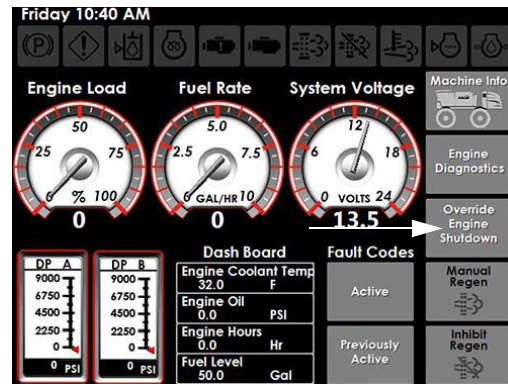 Friday 10:40 AM
Engine Load
Fuel Rate
System Voltage
Machine Info
0
25
50
75
100
%
0
0
2.5
5.0
7.5
10
GAL/HR
0
0
6
12
18
24
VOLTS
13.5
Engine
Diagnostics
Override
Engine
Shutdown
DP A
9000
6750
4500
2250
0
0 PSI
DP B
9000
6750
4500
2250
0
0 PSI
Dash Board
Engine Coolant Temp
32.0 F
Engine Oil
0.0 PSI
Engine Hours
0.0 Hr
Fuel Level
50.0 Gal
Fault Codes
Active
Previously
Active
Manual
Regen
Inhibit
Regen